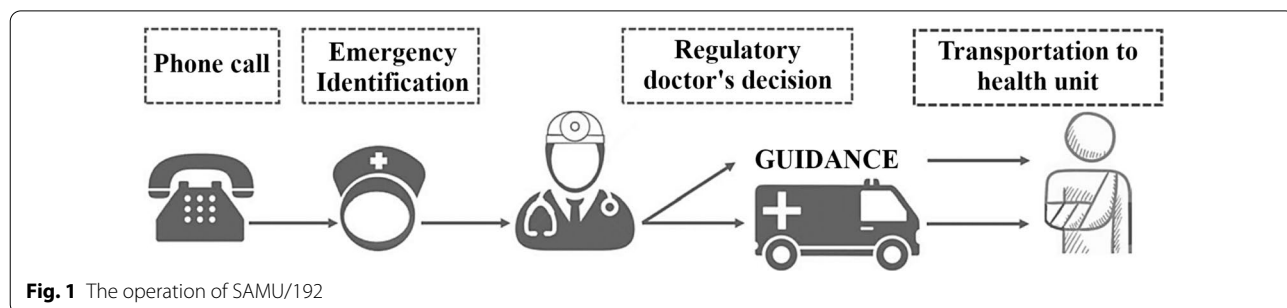 Phone call
Emergency
Identification
Regulatory
doctor's decision
Transportation to
health unit
GUIDANCE
Fig. 1 The operation of SAMU/192